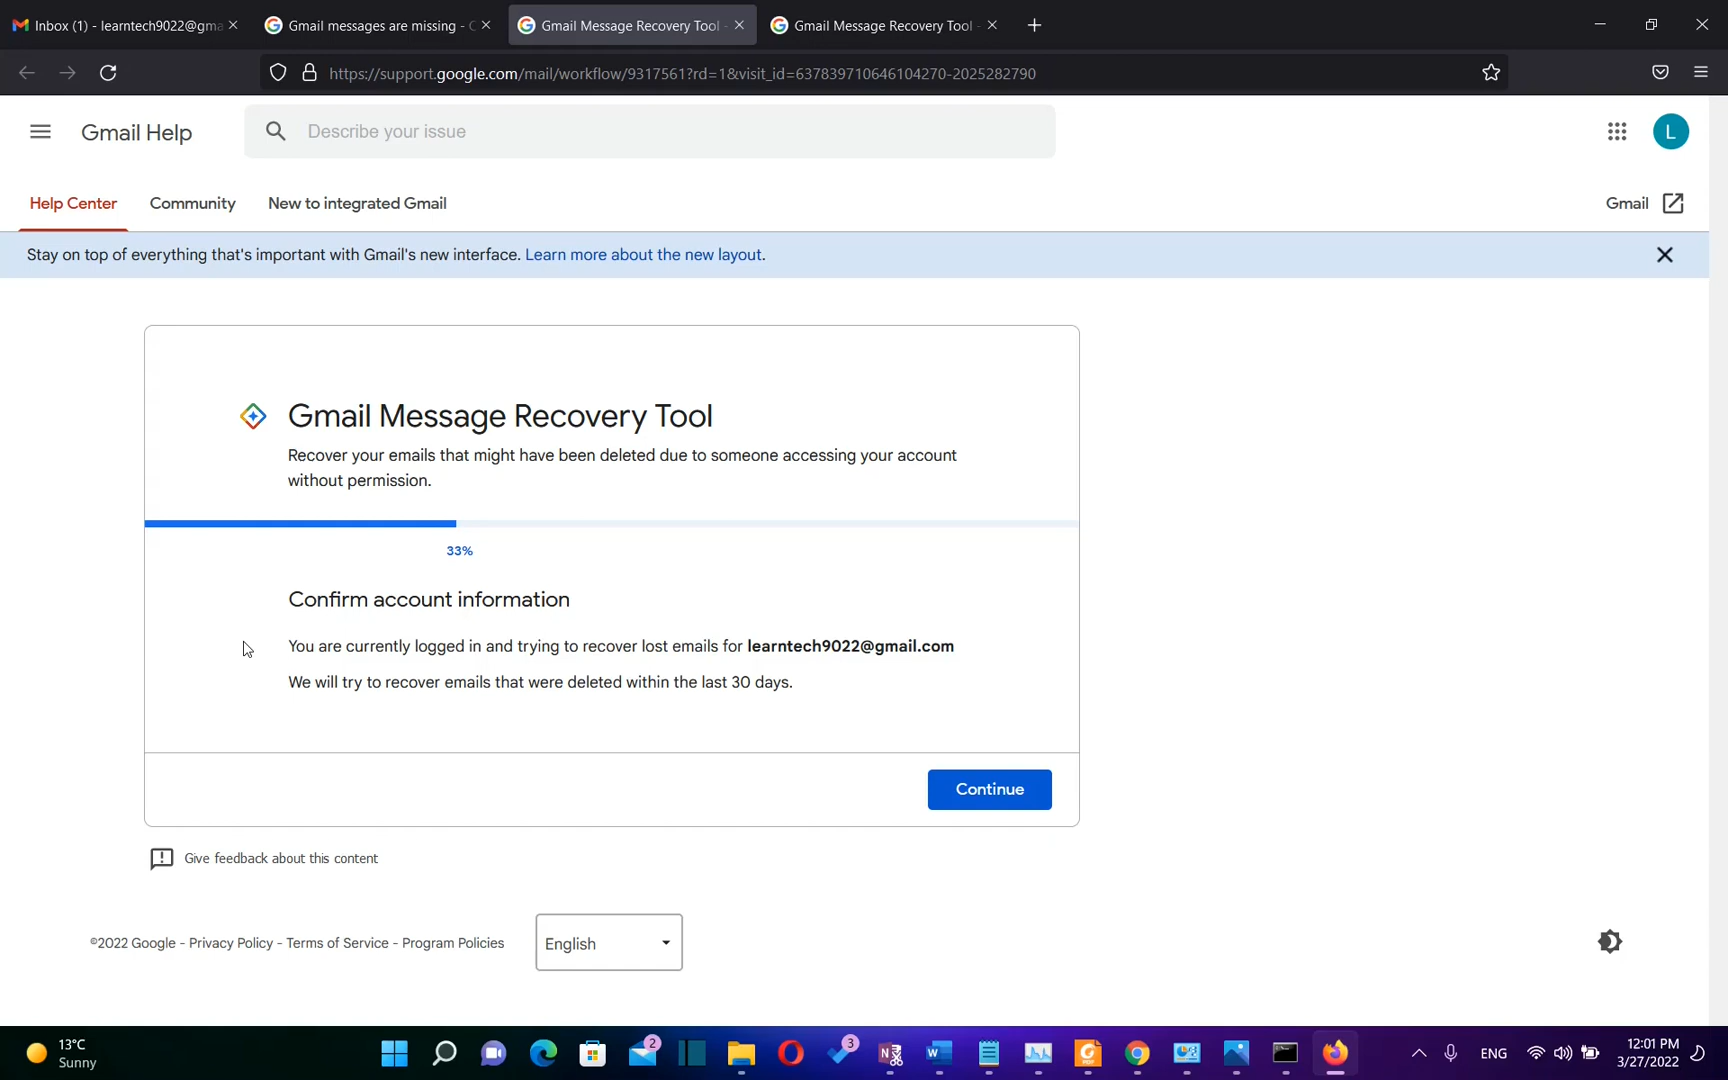 Inbox (1) - learntech9022@gma
Gmail messages are missing - C
Gmail Message Recovery Tool -
Gmail Message Recovery Tool -
https://support.google.com/mail/workflow/9317561?rd=1&visit_id=637839710646104270-2025282790
Gmail Help
Describe your issue
L
Help Center
Community
New to integrated Gmail
Gmail
Stay on top of everything that's important with Gmail's new interface. Learn more about the new layout.
Gmail Message Recovery Tool
Recover your emails that might have been deleted due to someone accessing your account
without permission.
33%
Confirm account information
You are currently logged in and trying to recover lost emails for learntech9022@gmail.com
We will try to recover emails that were deleted within the last 30 days.
Continue
Give feedback about this content
©2022 Google - Privacy Policy - Terms of Service - Program Policies
English
13°C
Sunny
2
3
ENG
12:01 PM
3/27/2022